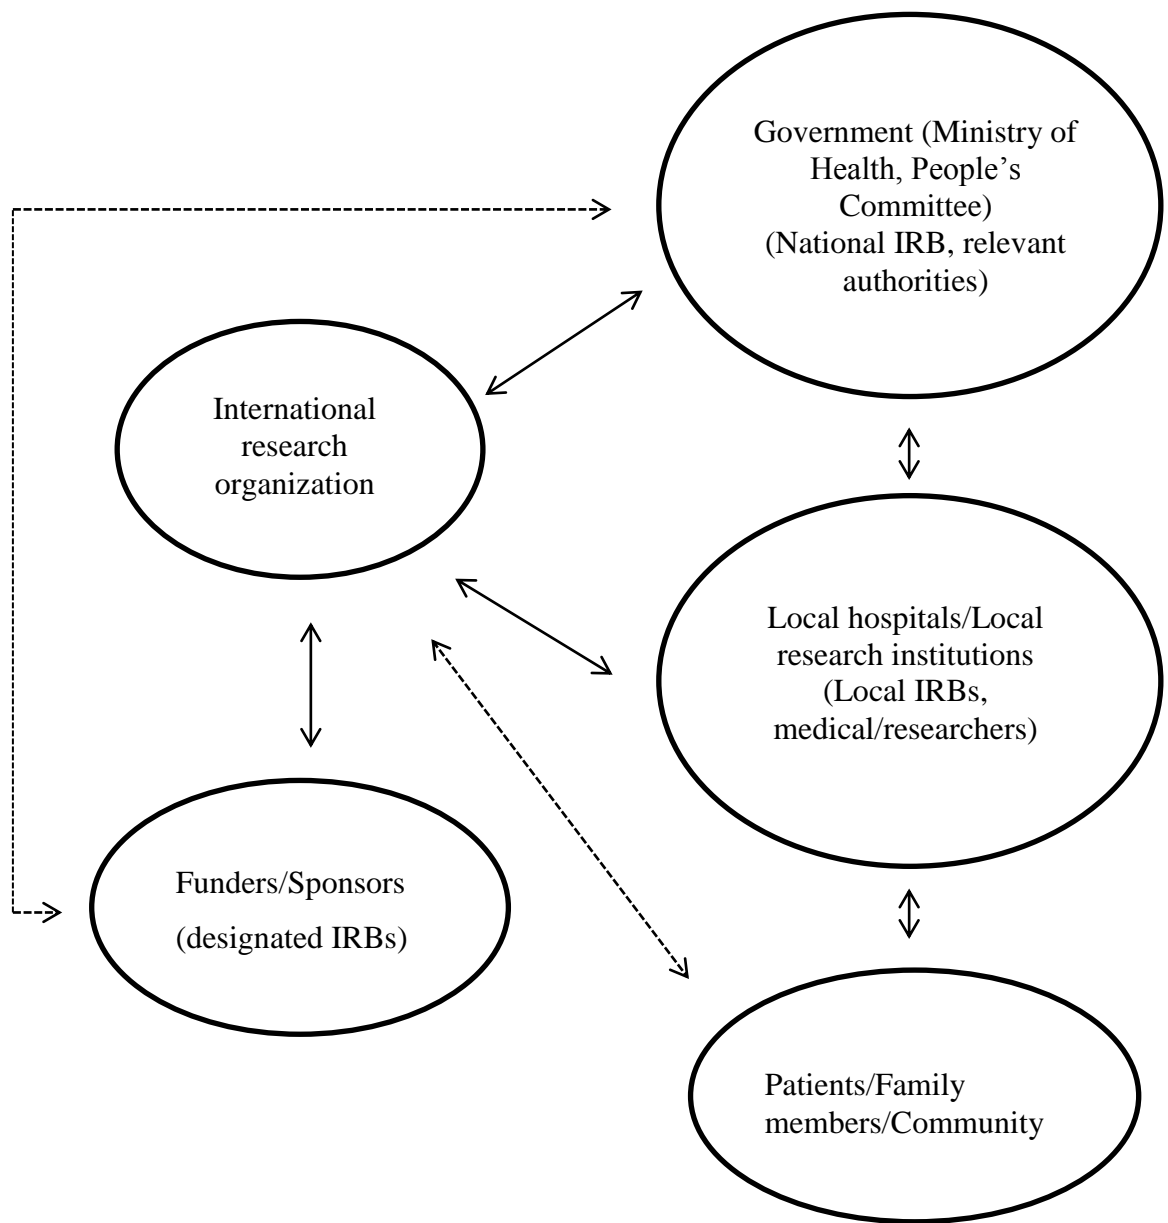 Government (Ministry of
Health, People’s
Committee)
(National IRB, relevant
authorities)
International
research
organization
Local hospitals/Local
research institutions
(Local IRBs,
medical/researchers)
Funders/Sponsors
(designated IRBs)
Patients/Family
members/Community